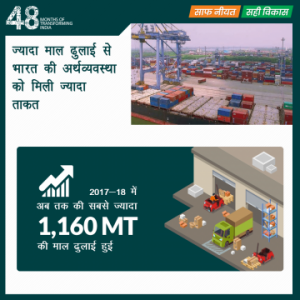 48 MONTHS OF
TRANSFORMING
INDIA
साफ नीयत सही विकास
ज्यादा माल ढुलाई से
भारत की अर्थव्यवस्था
को मिली ज्यादा
ताकत
2017–18 में
अब तक की सबसे ज्यादा
1,160 MT
की माल ढुलाई हुई